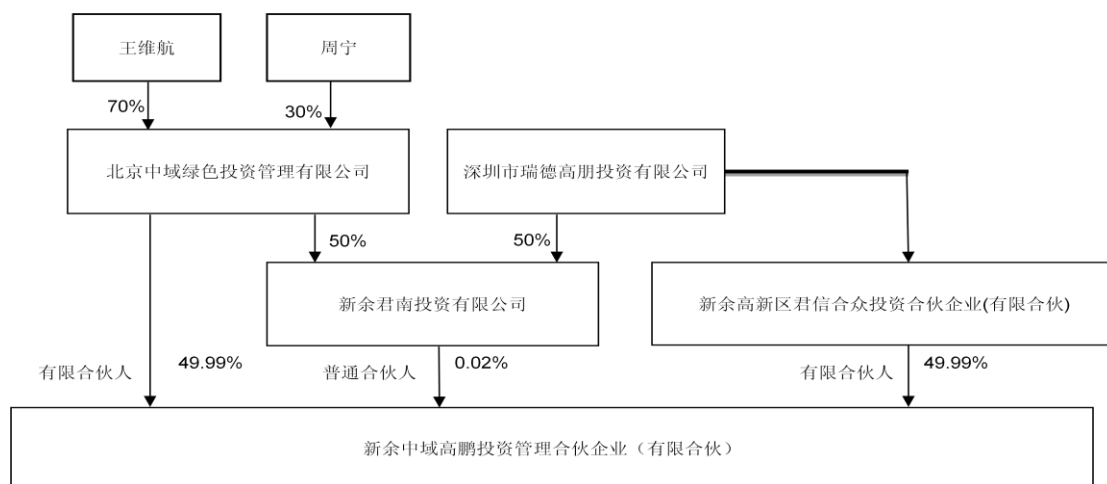 王维航
周宁
70%
30%
北京中域绿色投资管理有限公司
深圳市瑞德高朋投资有限公司
50%
50%
新余君南投资有限公司
新余高新区君信合众投资合伙企业(有限合伙)
有限合伙人
49.99%
普通合伙人
0.02%
有限合伙人
49.99%
新余中域高鹏投资管理合伙企业（有限合伙）